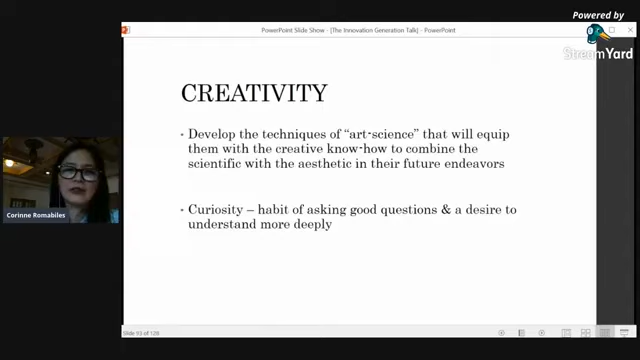 Powered by
StreamYard
PowerPoint Slide Show - [The Innovation Generation Talk] - PowerPoint
CREATIVITY
• Develop the techniques of “art-science” that will equip
them with the creative know-how to combine the
scientific with the aesthetic in their future endeavors
• Curiosity – habit of asking good questions & a desire to
understand more deeply
Corinne Romabiles
Slide 93 of 128